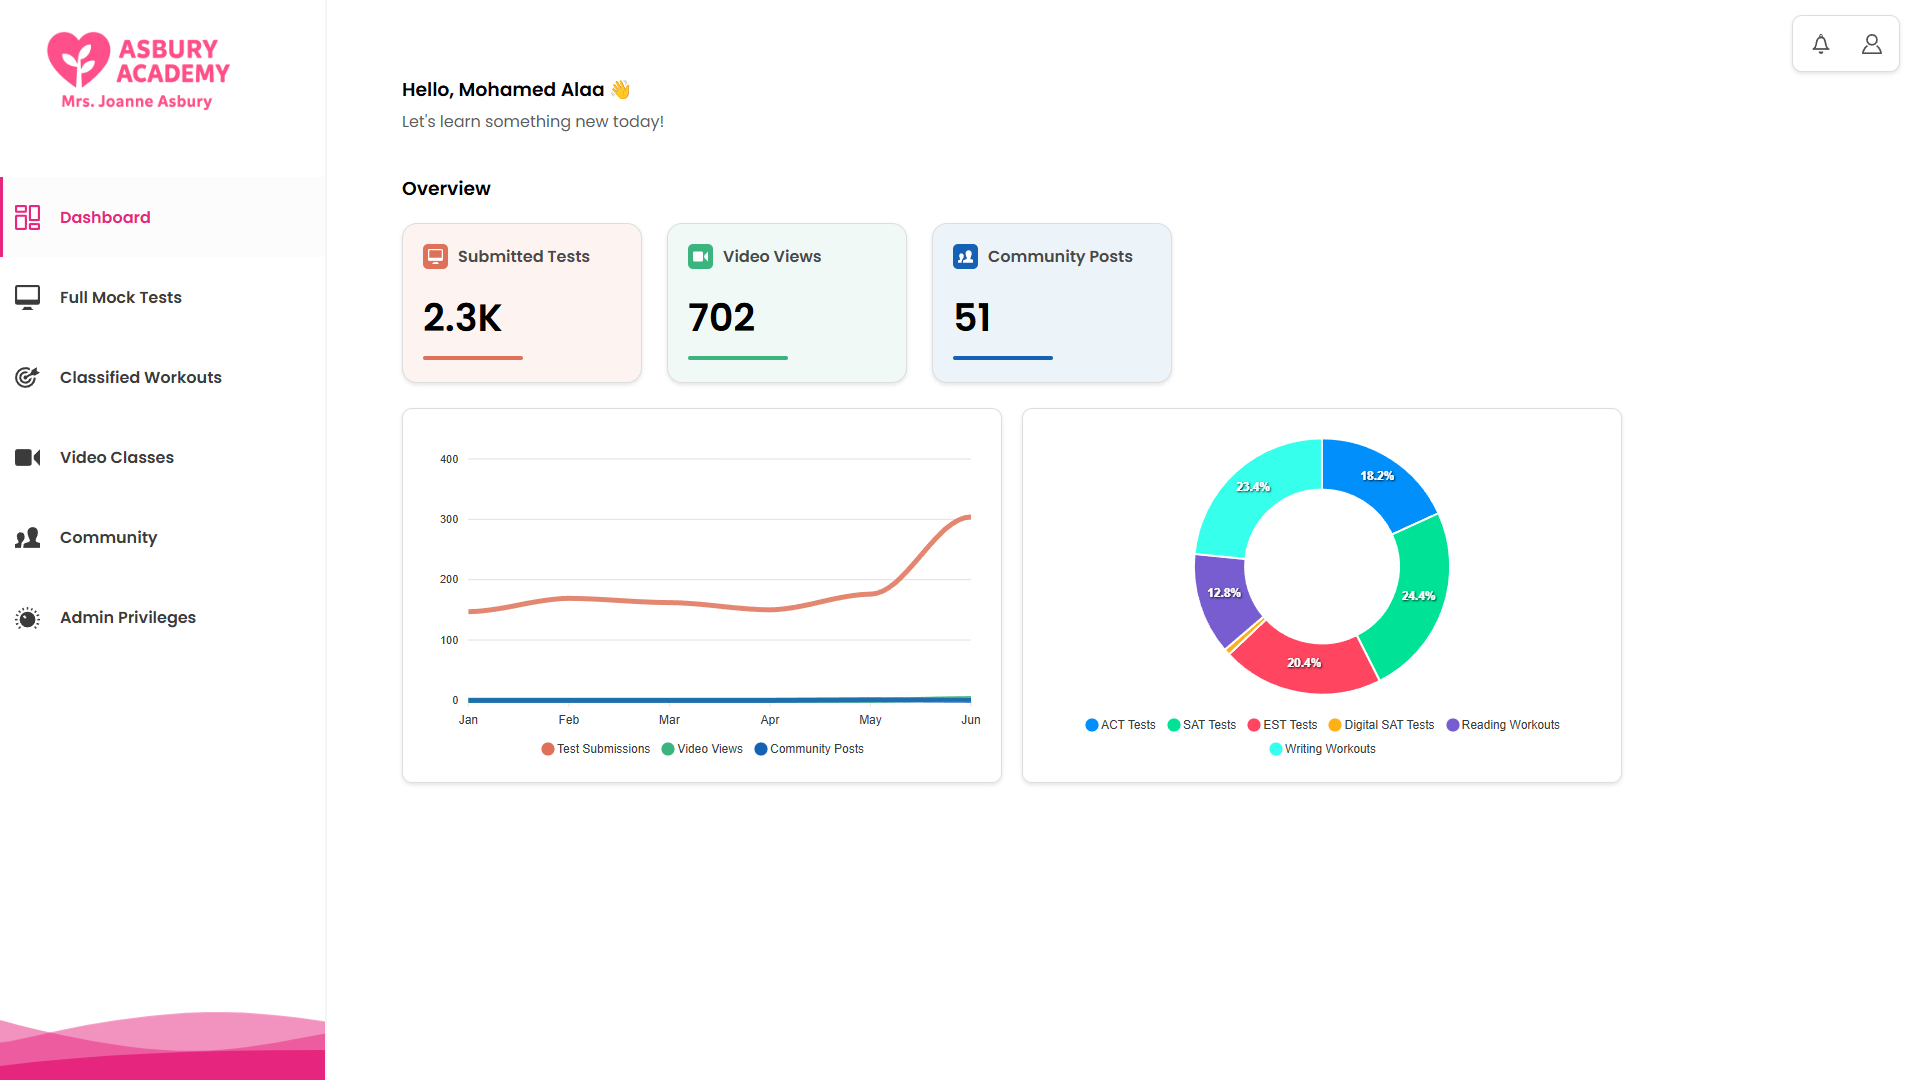 ASBURY
ACADEMY
Mrs. Joanne Asbury
Dashboard
Full Mock Tests
Classified Workouts
Video Classes
Community
Admin Privileges
Hello, Mohamed Alaa 👋
Let's learn something new today!
Overview
Submitted Tests
2.3K
Video Views
702
Community Posts
51
400
300
200
100
0
Jan Feb Mar Apr May Jun
Test Submissions Video Views Community Posts
18.2%
24.4%
20.4%
12.8%
23.4%
ACT Tests SAT Tests EST Tests Digital SAT Tests Reading Workouts
Writing Workouts